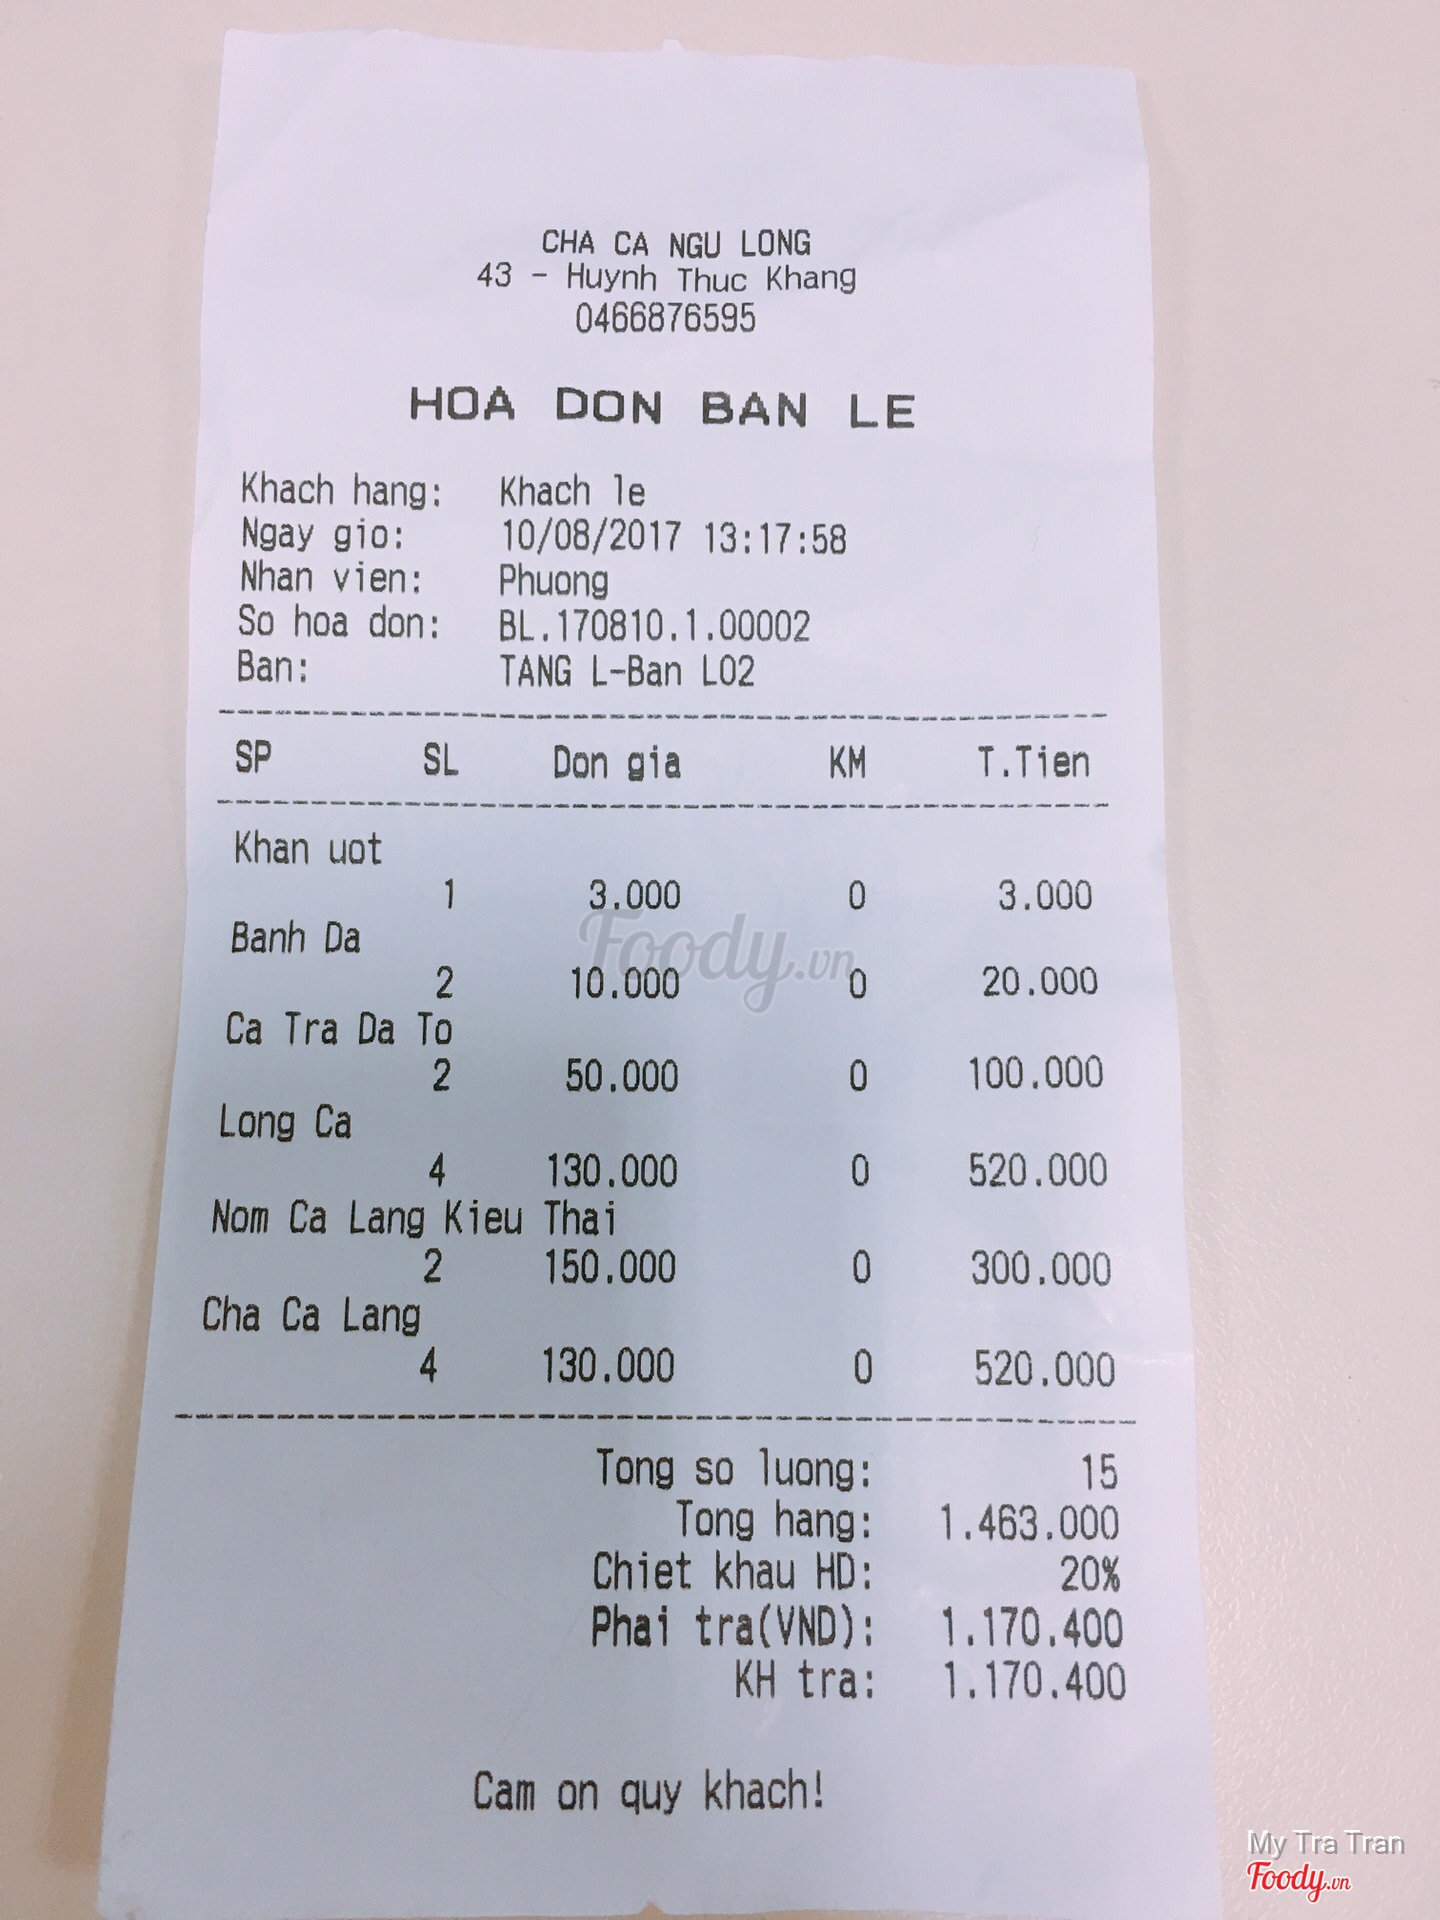 CHA CA NGU LONG
43 - Huynh Thuc Khang
0466876595
HOA DON BAN LE
Khach hang: Khach le
Ngay gio: 10/08/2017 13:17:58
Nhan vien: Phuong
So hoa don: BL.170810.1.00002
Ban: TANG L-Ban L02
SP SL Don gia KM T.Tien
Khan uot
1 3.000 0 3.000
Banh Da
2 10.000 0 20.000
Foody.vn
Ca Tra Da To
2 50.000 0 100.000
Long Ca
4 130.000 0 520.000
Nom Ca Lang Kieu Thai
2 150.000 0 300.000
Cha Ca Lang
4 130.000 0 520.000
Tong so luong: 15
Tong hang: 1.463.000
Chiet khau HD: 20%
Phai tra(VND): 1.170.400
KH tra: 1.170.400
Cam on quy khach!
My Tra Tran
Foody.vn